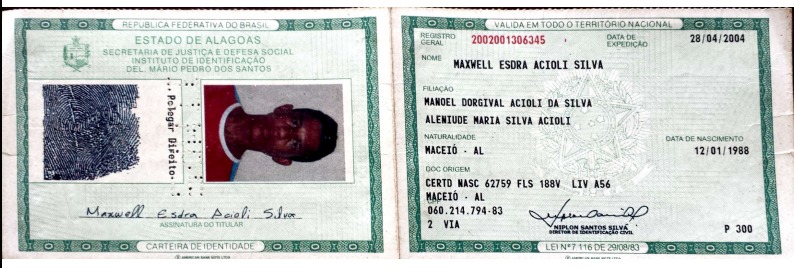 REPÚBLICA FEDERATIVA DO BRASIL
ESTADO DE ALAGOAS
SECRETARIA DE JUSTIÇA E DEFESA SOCIAL
INSTITUTO DE IDENTIFICAÇÃO
DEL. MÁRIO PEDRO DOS SANTOS
Polegar Direito
Maxwell Esdra Acioli Silva
ASSINATURA DO TITULAR
CARTEIRA DE IDENTIDADE
VÁLIDA EM TODO O TERRITÓRIO NACIONAL
REGISTRO GERAL 2002001306345 DATA DE EXPEDIÇÃO 28/04/2004
NOME MAXWELL ESDRA ACIOLI SILVA
FILIAÇÃO
MANOEL DORGIVAL ACIOLI DA SILVA
ALENIUDE MARIA SILVA ACIOLI
NATURALIDADE DATA DE NASCIMENTO
MACEIÓ - AL 12/01/1988
DOC ORIGEM
CERTD NASC 62759 FLS 188V LIV A56
MACEIÓ - AL
CPF
060.214.794-83
2 VIA P 300
NIPLON SANTOS SILVA
DIRETOR DE IDENTIFICAÇÃO CIVIL
LEI Nº 7.116 DE 29/08/83